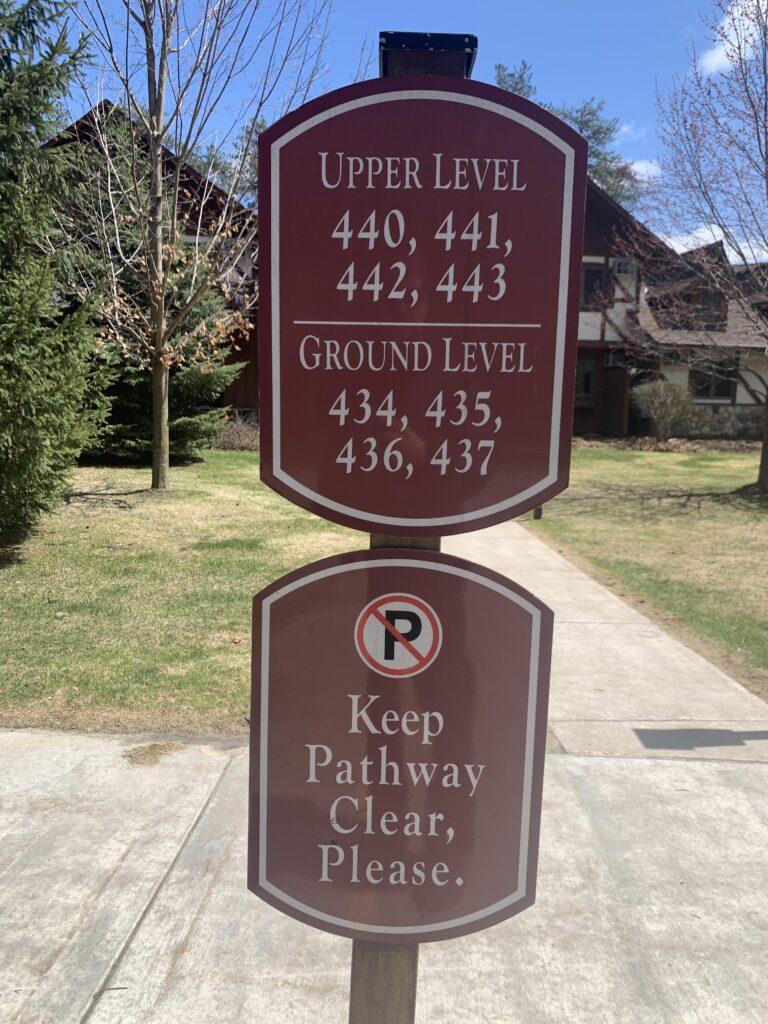 UPPER LEVEL
440, 441,
442, 443
GROUND LEVEL
434, 435,
436, 437
P
Keep
Pathway
Clear,
Please.